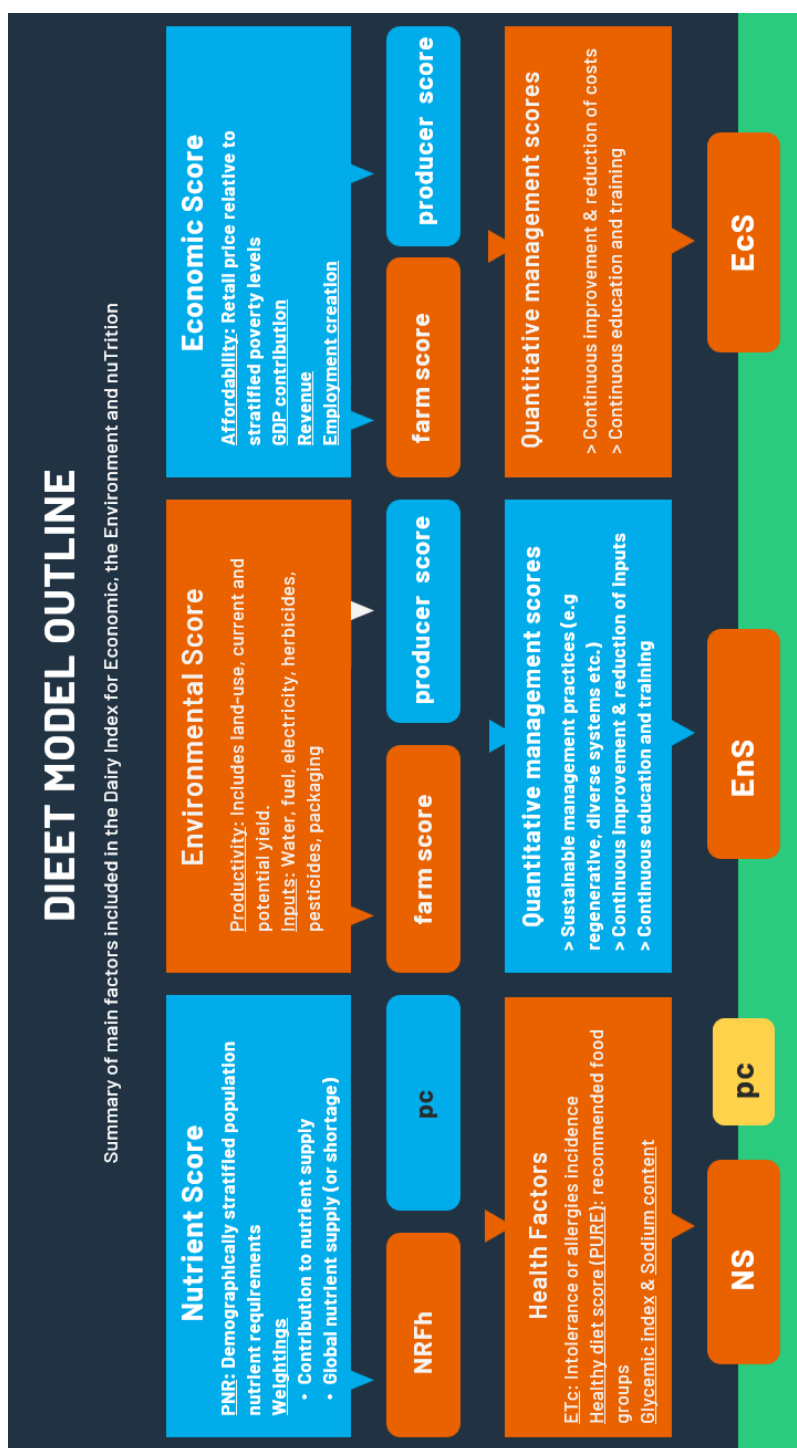 DIEET MODEL OUTLINE
Summary of main factors included in the Dairy Index for Economic, the Environment and nuTrition
Nutrient Score
PNR: Demographically stratified population
nutrient requirements
Weightings
• Contribution to nutrient supply
• Global nutrient supply (or shortage)
NRFh
pc
Health Factors
ETc: Intolerance or allergies incidence
Healthy diet score (PURE): recommended food
groups
Glycemic index & Sodium content
NS
pc
Environmental Score
Productivity: Includes land-use, current and
potential yield.
Inputs: Water, fuel, electricity, herbicides,
pesticides, packaging
farm score
producer score
Quantitative management scores
> Sustainable management practices (e.g
regenerative, diverse systems etc.)
> Continuous Improvement & reduction of Inputs
> Continuous education and training
EnS
Economic Score
Affordability: Retail price relative to
stratified poverty levels
GDP contribution
Revenue
Employment creation
farm score
producer score
Quantitative management scores
> Continuous improvement & reduction of costs
> Continuous education and training
EcS